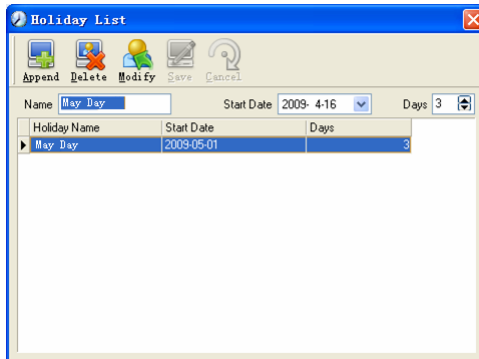 Holiday List
Append Delete Modify Save Cancel
Name May Day Start Date 2009- 4-16 Days 3
Holiday Name Start Date Days
May Day 2009-05-01 3